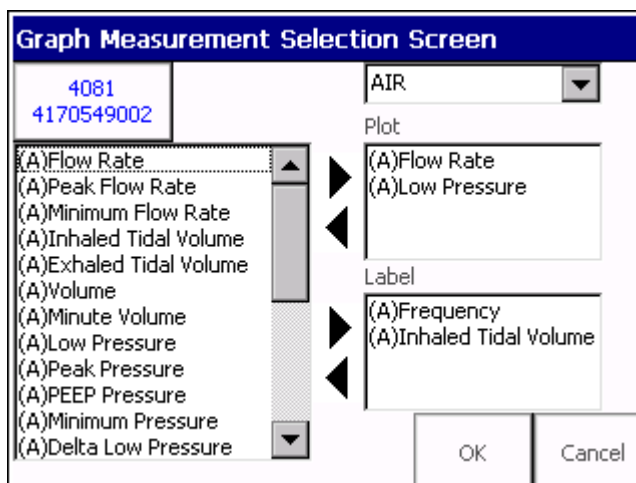 Graph Measurement Selection Screen
4081
4170549002
(A)Flow Rate
(A)Peak Flow Rate
(A)Minimum Flow Rate
(A)Inhaled Tidal Volume
(A)Exhaled Tidal Volume
(A)Volume
(A)Minute Volume
(A)Low Pressure
(A)Peak Pressure
(A)PEEP Pressure
(A)Minimum Pressure
(A)Delta Low Pressure
AIR
Plot
(A)Flow Rate
(A)Low Pressure
Label
(A)Frequency
(A)Inhaled Tidal Volume
OK
Cancel